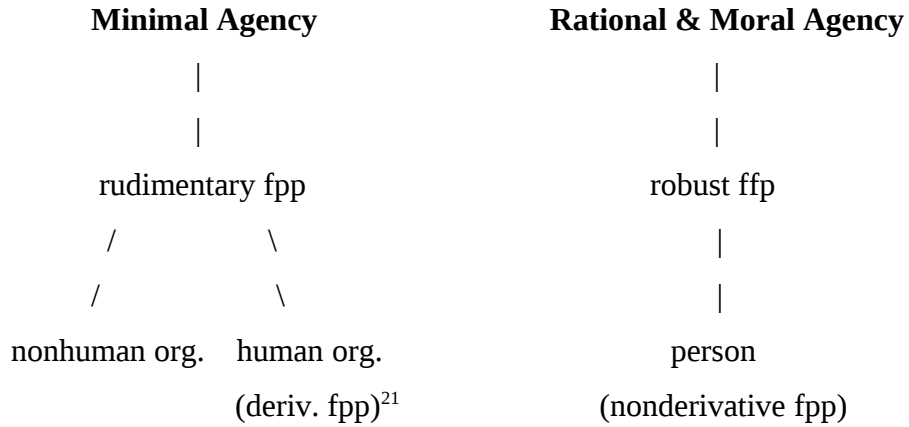 Minimal Agency Rational & Moral Agency
| |
| |
rudimentary fpp robust ffp
/ \ |
/ \ |
nonhuman org. human org. person
(deriv. fpp)21 (nonderivative fpp)